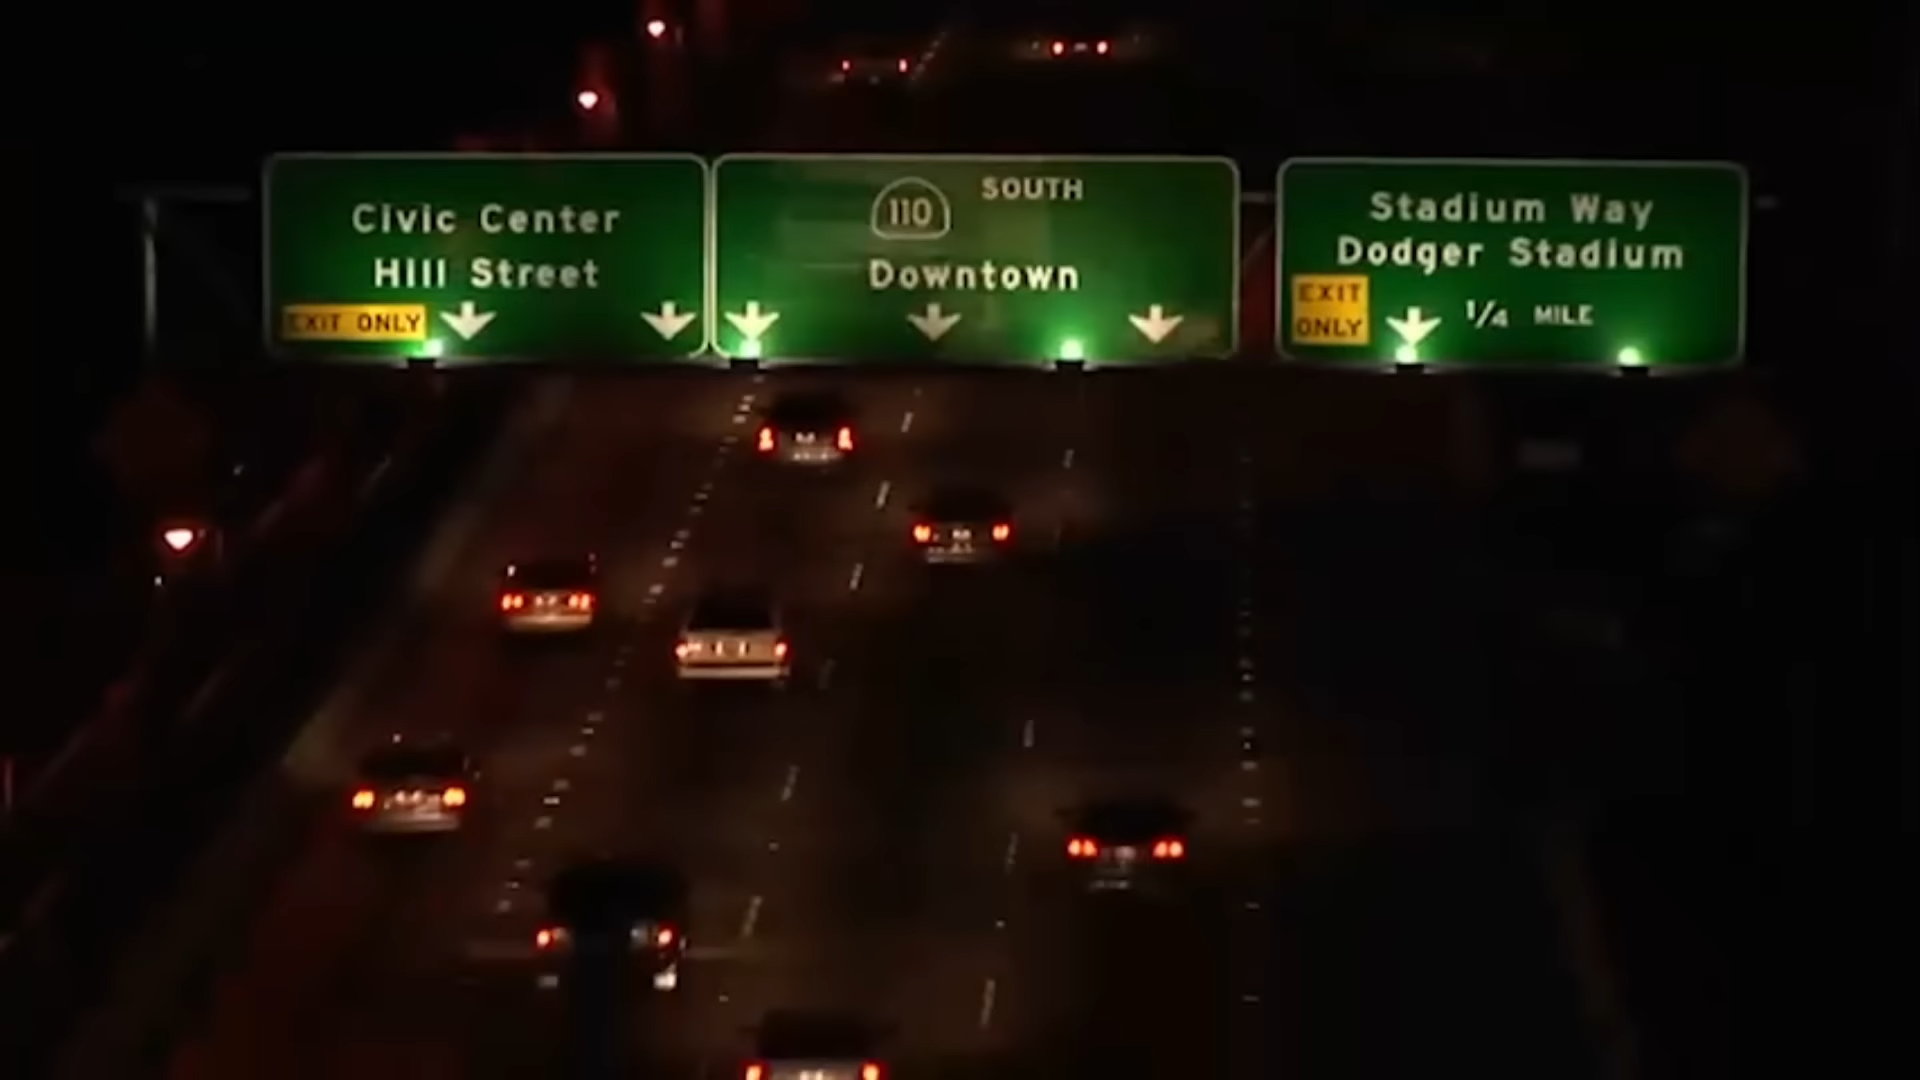 Civic Center
Hill Street
EXIT ONLY
110 SOUTH
Downtown
Stadium Way
Dodger Stadium
EXIT ONLY
1/4 MILE